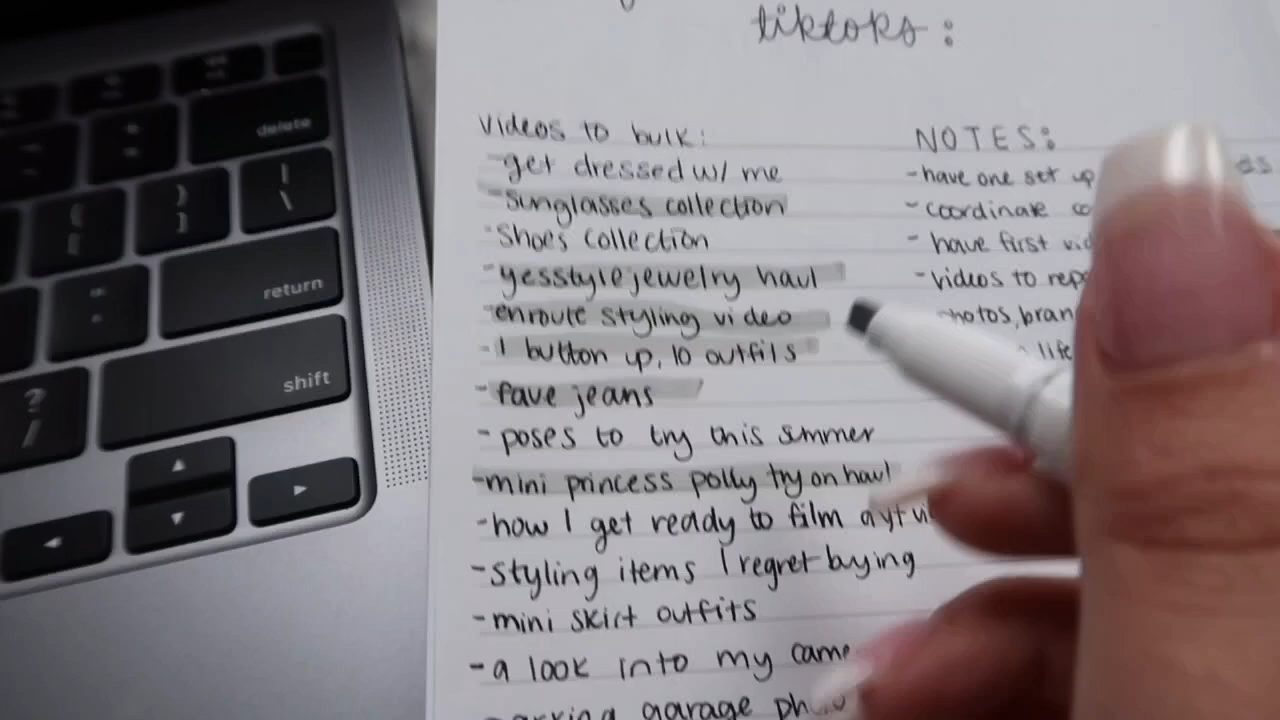 tiktoks:
videos to bulk:
-get dressed w/ me
-sunglasses collection
-shoes collection
-yesstyle jewelry haul
-enroute styling video
-1 button up, 10 outfits
-fave jeans
-poses to try this summer
-mini princess polly try on haul
-how I get ready to film a yt
-styling items I regret buying
-mini skirt outfits
-a look into my
garage
NOTES:
-have one set up
-coordinate
-have first
-videos to
life
delete
return
shift